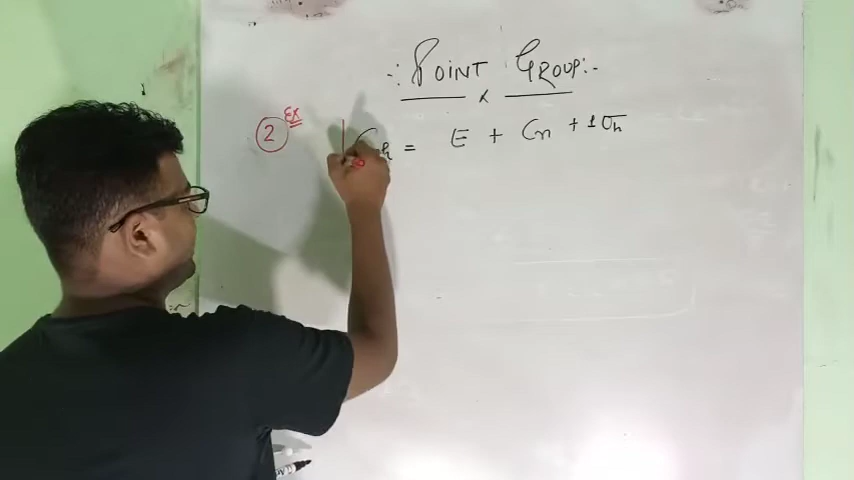 -: POINT GROUP :-
x
② EX
h = E + Cn + 1σh